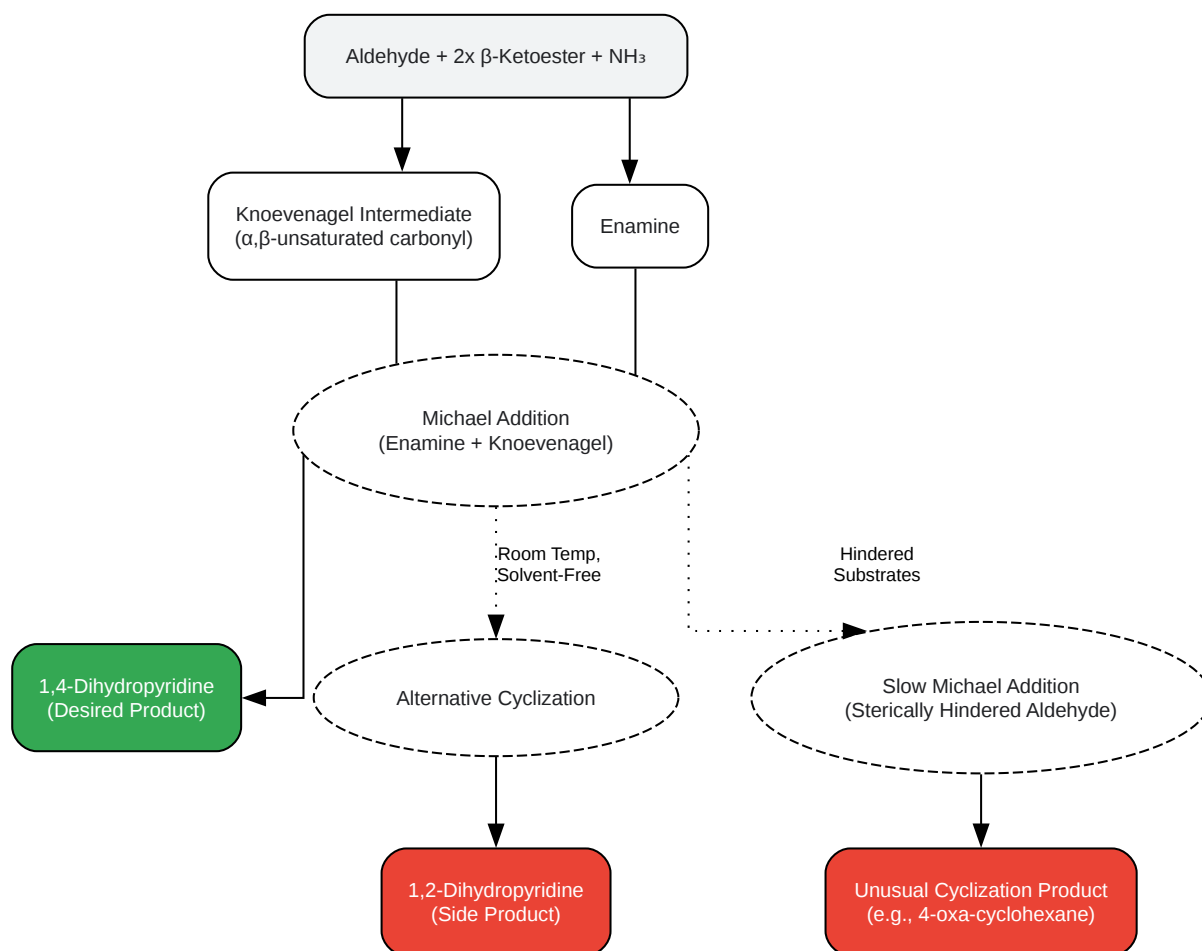 Aldehyde + 2x β-Ketoester + NH₃
Knoevenagel Intermediate
(α,β-unsaturated carbonyl)
Enamine
Michael Addition
(Enamine + Knoevenagel)
Room Temp,
Solvent-Free
Hindered
Substrates
1,4-Dihydropyridine
(Desired Product)
Alternative Cyclization
Slow Michael Addition
(Sterically Hindered Aldehyde)
1,2-Dihydropyridine
(Side Product)
Unusual Cyclization Product
(e.g., 4-oxa-cyclohexane)